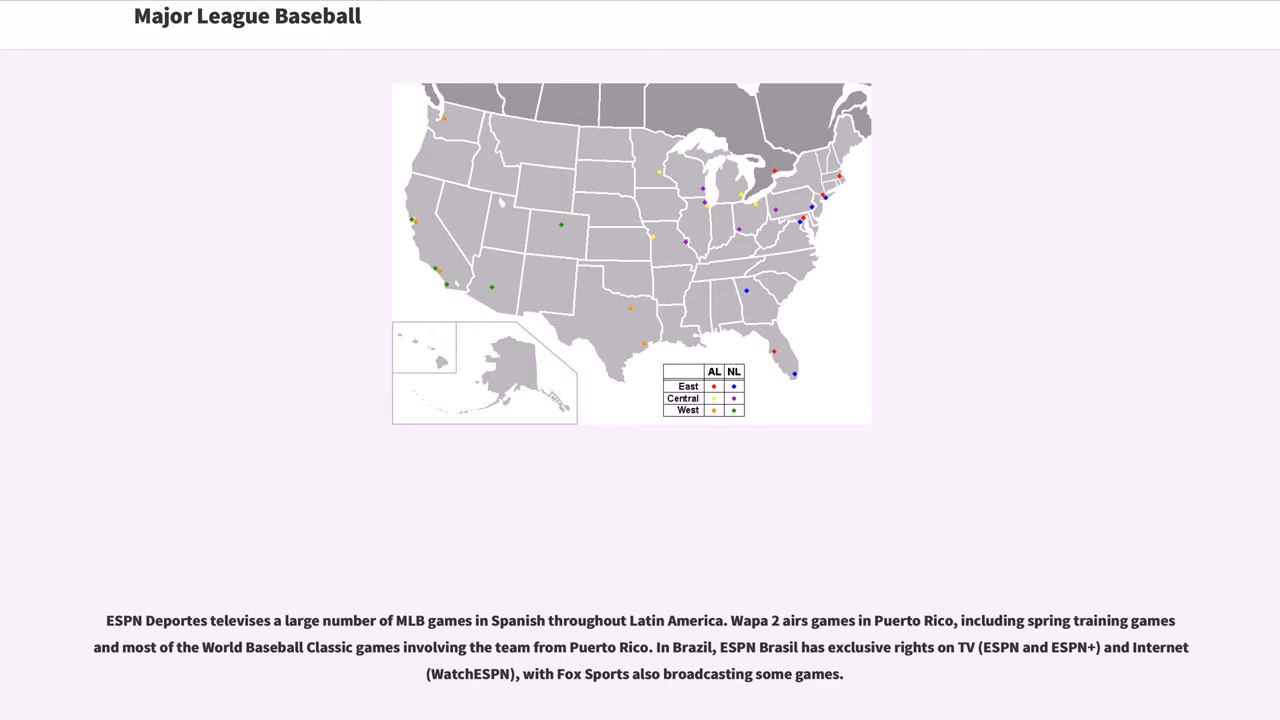 Major League Baseball
AL NL
East
Central
West
ESPN Deportes televises a large number of MLB games in Spanish throughout Latin America. Wapa 2 airs games in Puerto Rico, including spring training games
and most of the World Baseball Classic games involving the team from Puerto Rico. In Brazil, ESPN Brasil has exclusive rights on TV (ESPN and ESPN+) and Internet
(WatchESPN), with Fox Sports also broadcasting some games.